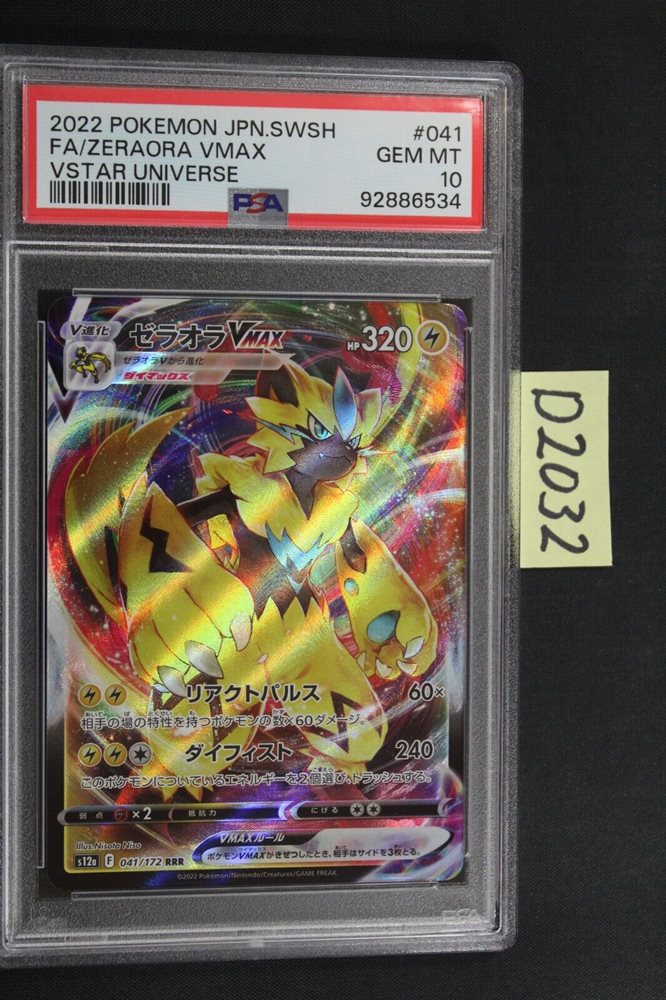 2022 POKEMON JPN.SWSH #041
FA/ZERAORA VMAX GEM MT
VSTAR UNIVERSE 10
PSA 92886534
V進化
ゼラオラVMAX HP320
ゼラオラVから進化
ダイマックス
D2032
リアクトパルス 60×
相手の場の特性を持つポケモンの数×60ダメージ。
ダイフィスト 240
このポケモンについているエネルギーを2個選び、トラッシュする。
弱点 ×2 抵抗力 にげる
Illus.Nisota Niso
VMAXルール
ポケモンVMAXがきぜつしたとき、相手はサイドを3枚とる。
s12a F 041/172 RRR
©2022 Pokémon/Nintendo/Creatures/GAME FREAK.